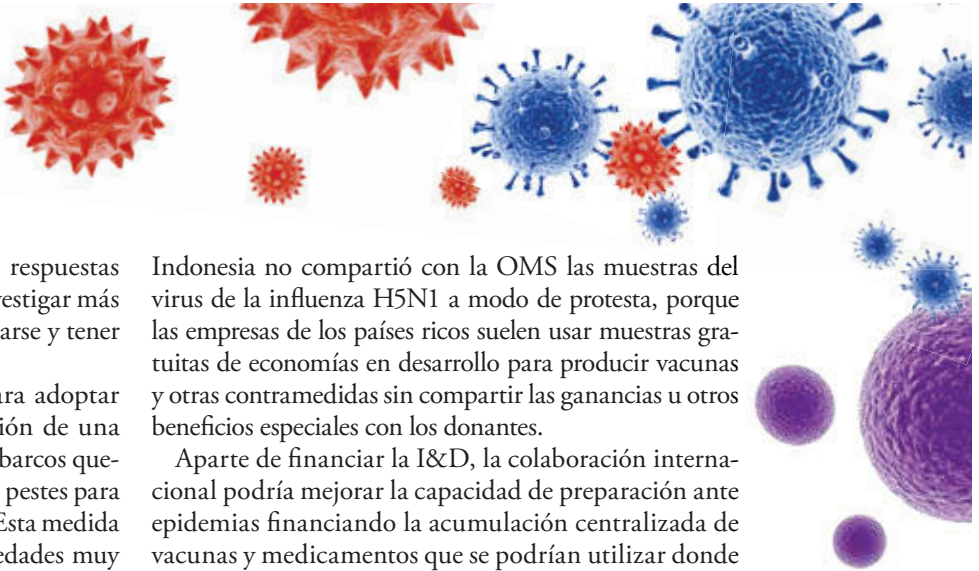 respuestas
vestigar más
arse y tener
ara adoptar
ión de una
barcos que-
pestes para
Esta medida
edades muy
Indonesia no compartió con la OMS las muestras del
virus de la influenza H5N1 a modo de protesta, porque
las empresas de los países ricos suelen usar muestras gra-
tuitas de economías en desarrollo para producir vacunas
y otras contramedidas sin compartir las ganancias u otros
beneficios especiales con los donantes.
Aparte de financiar la I&D, la colaboración interna-
cional podría mejorar la capacidad de preparación ante
epidemias financiando la acumulación centralizada de
vacunas y medicamentos que se podrían utilizar donde